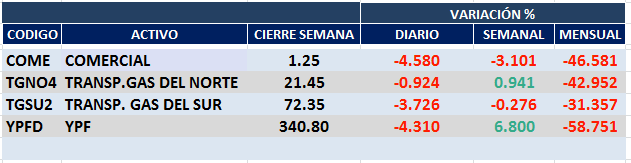 VARIACIÓN %
CODIGO ACTIVO CIERRE SEMANA DIARIO SEMANAL MENSUAL
COME COMERCIAL 1.25 -4.580 -3.101 -46.581
TGNO4 TRANSP.GAS DEL NORTE 21.45 -0.924 0.941 -42.952
TGSU2 TRANSP. GAS DEL SUR 72.35 -3.726 -0.276 -31.357
YPFD YPF 340.80 -4.310 6.800 -58.751